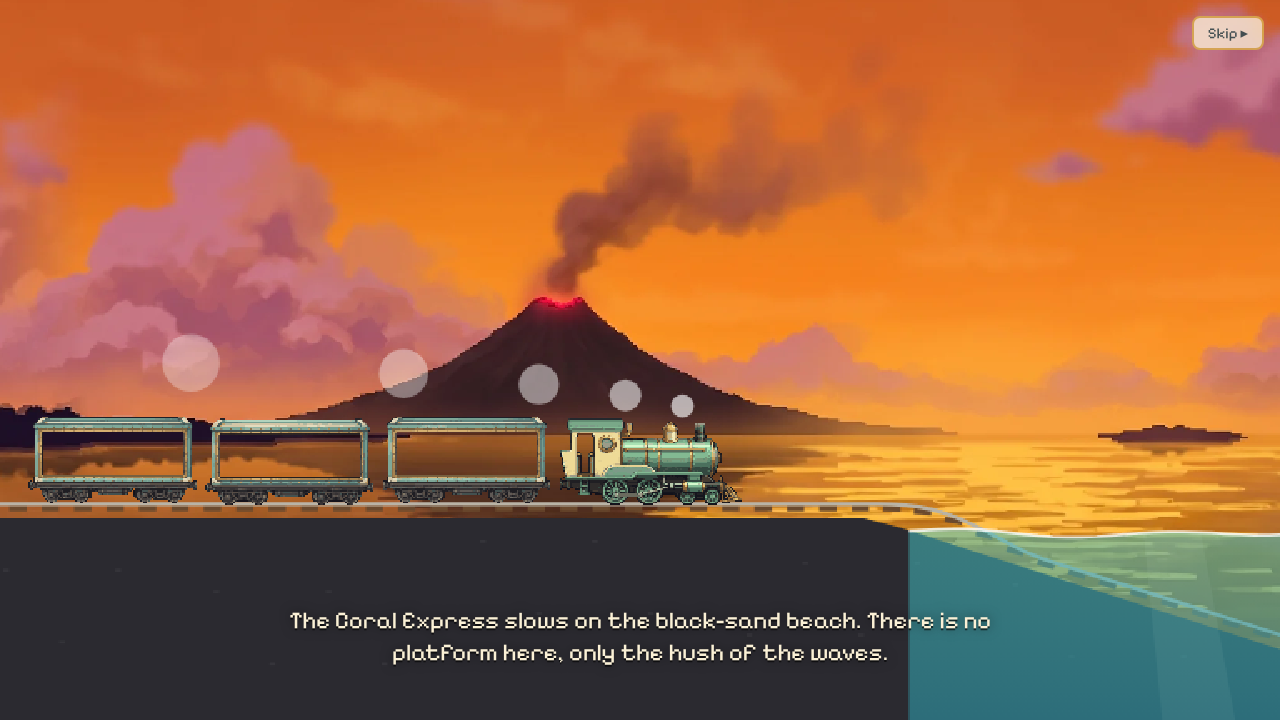 Skip ▸
The Coral Express slows on the black-sand beach. There is no
platform here, only the hush of the waves.